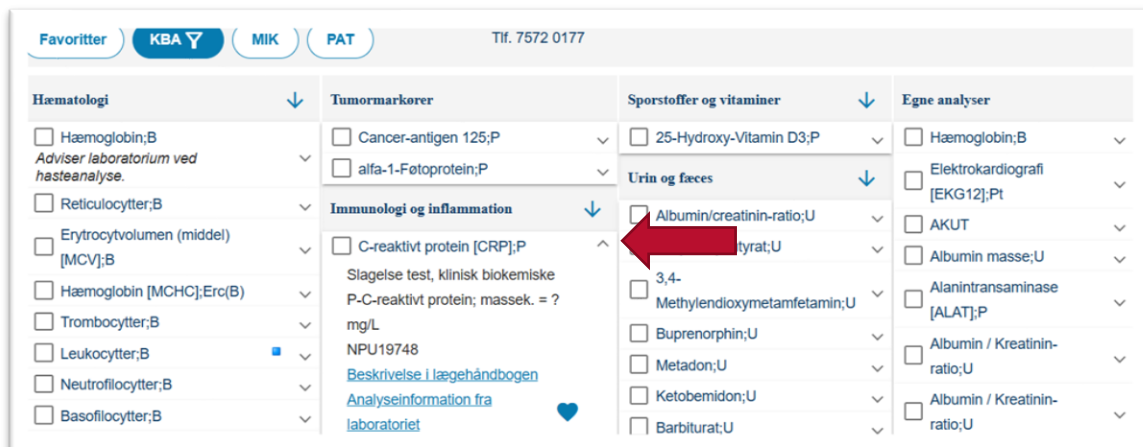 Favoritter
KBA
MIK
PAT
Tlf. 7572 0177
Hæmatologi
Hæmoglobin;B
Adviser laboratorium ved
hasteanalyse.
Reticulocytter;B
Erytrocytvolumen (middel)
[MCV];B
Hæmoglobin [MCHC];Erc(B)
Trombocytter;B
Leukocytter;B
Neutrofilocytter;B
Basofilocytter;B
Tumormarkører
Cancer-antigen 125;P
alfa-1-Føtoprotein;P
Immunologi og inflammation
C-reaktivt protein [CRP];P
Slagelse test, klinisk biokemiske
P-C-reaktivt protein; massek. = ?
mg/L
NPU19748
Beskrivelse i lægehåndbogen
Analyseinformation fra
laboratoriet
Sporstoffer og vitaminer
25-Hydroxy-Vitamin D3;P
Urin og fæces
Albumin/creatinin-ratio;U
tyrat;U
3,4-
Methylendioxymetamfetamin;U
Buprenorphin;U
Metadon;U
Ketobemidon;U
Barbiturat;U
Egne analyser
Hæmoglobin;B
Elektrokardiografi
[EKG12];Pt
AKUT
Albumin masse;U
Alanintransaminase
[ALAT];P
Albumin / Kreatinin-
ratio;U
Albumin / Kreatinin-
ratio;U